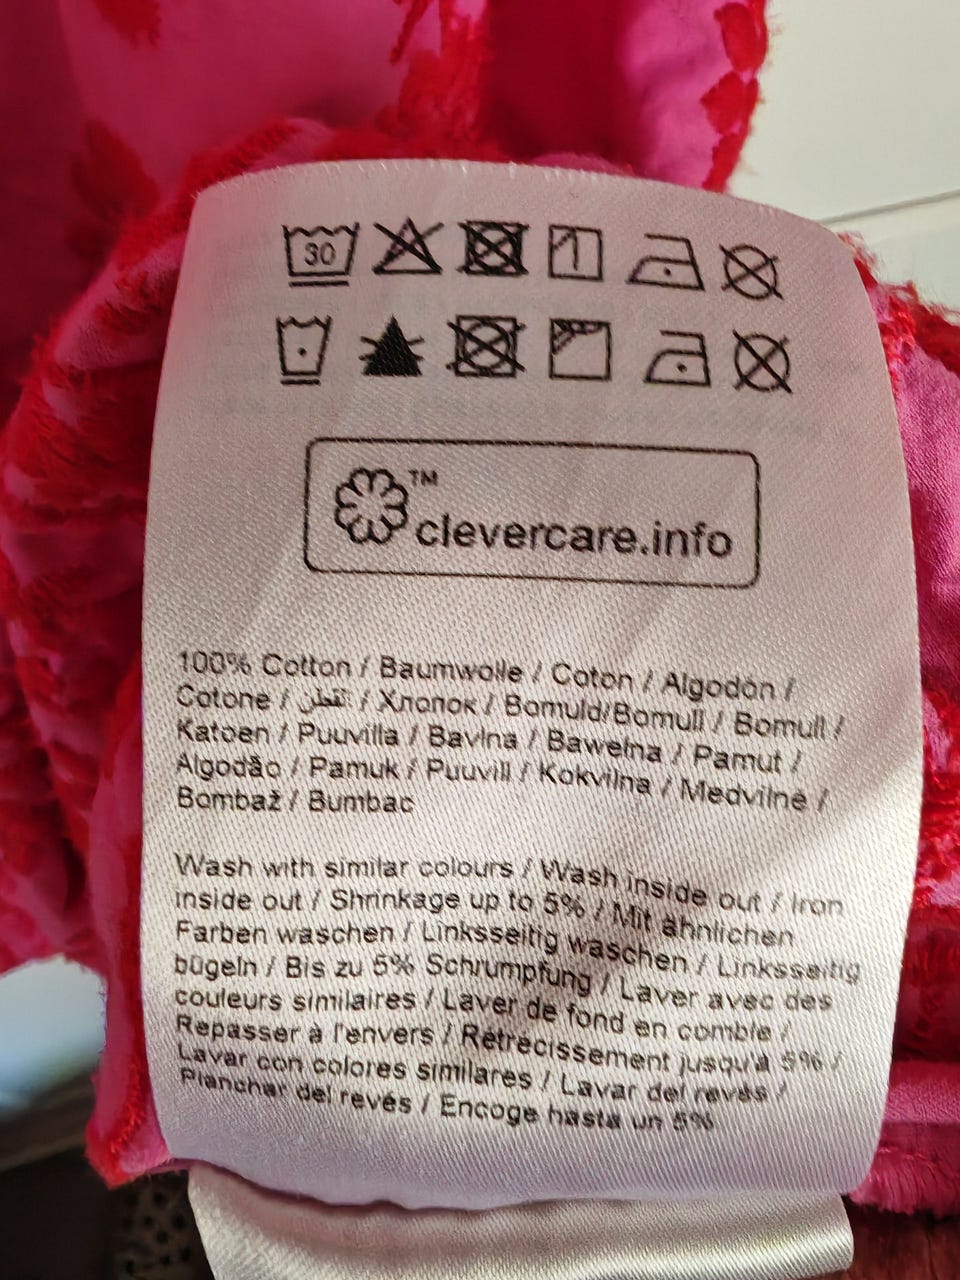 30
™
clevercare.info
100% Cotton / Baumwolle / Coton / Algodón /
Cotone / قطن / Хлопок / Bomuld/Bomull / Bomull /
Katoen / Puuvilla / Bavlna / Bawełna / Pamut /
Algodão / Pamuk / Puuvill / Kokvilna / Medvilnė /
Bombaž / Bumbac
Wash with similar colours / Wash inside out / Iron
inside out / Shrinkage up to 5% / Mit ähnlichen
Farben waschen / Linksseitig waschen / Linksseitig
bügeln / Bis zu 5% Schrumpfung / Laver avec des
couleurs similaires / Laver de fond en comble /
Repasser à l'envers / Rétrécissement jusqu'à 5% /
Lavar con colores similares / Lavar del revés /
Planchar del revés / Encoge hasta un 5%